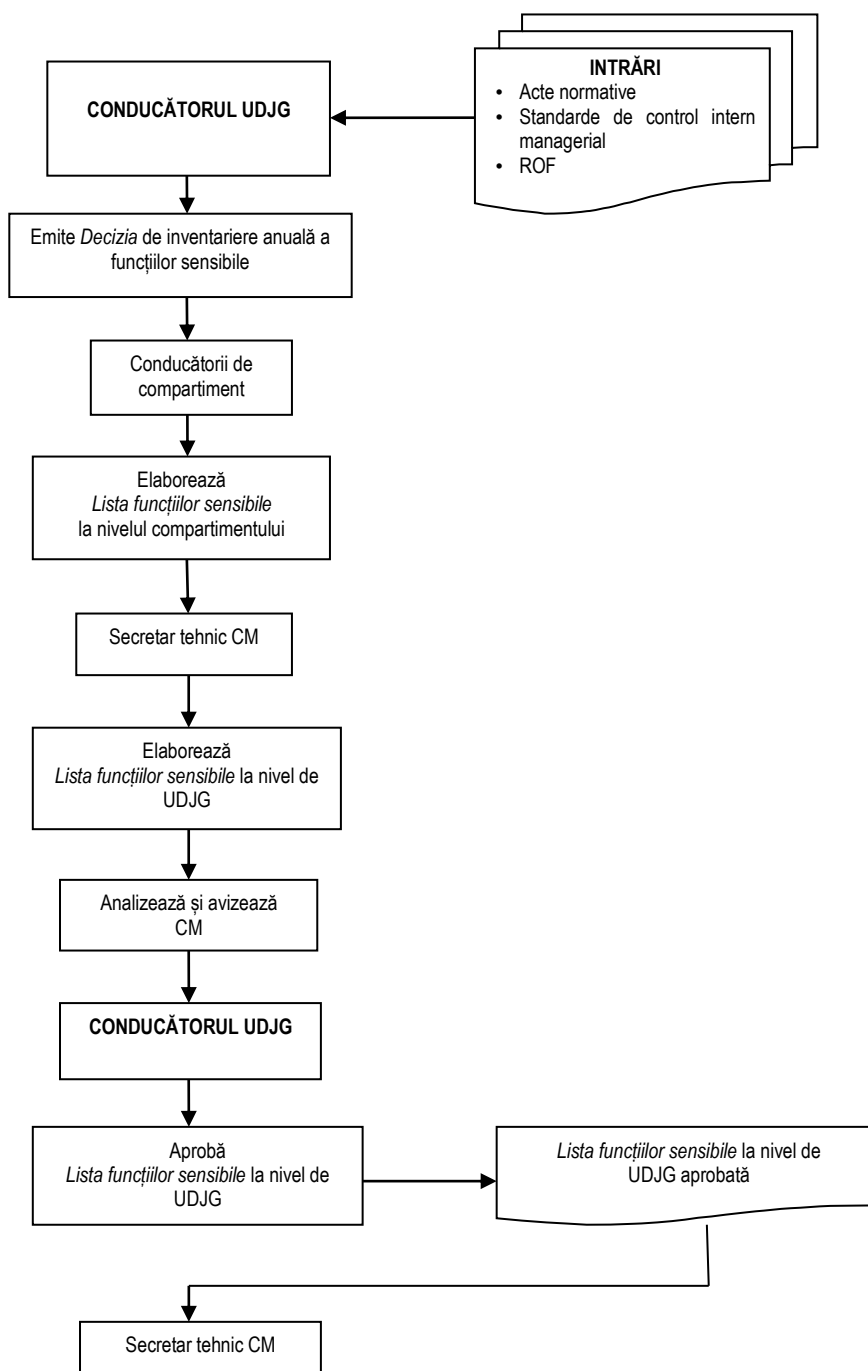 INTRĂRI
• Acte normative
• Standarde de control intern
managerial
• ROF
CONDUCĂTORUL UDJG
Emite Decizia de inventariere anuală a
funcțiilor sensibile
Conducătorii de
compartiment
Elaborează
Lista funcțiilor sensibile
la nivelul compartimentului
Secretar tehnic CM
Elaborează
Lista funcțiilor sensibile la nivel de
UDJG
Analizează și avizează
CM
CONDUCĂTORUL UDJG
Aprobă
Lista funcțiilor sensibile la nivel de
UDJG
Lista funcțiilor sensibile la nivel de
UDJG aprobată
Secretar tehnic CM